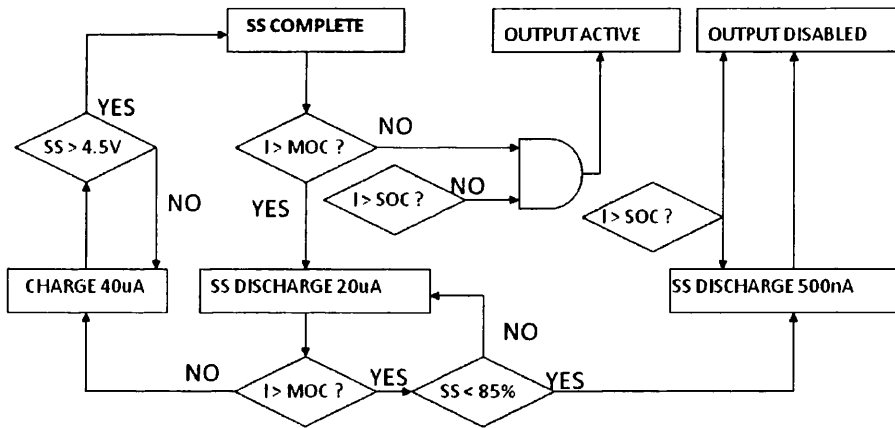 SS COMPLETE
OUTPUT ACTIVE
OUTPUT DISABLED
YES
SS > 4.5V
I > MOC ?
NO
I > SOC ?
NO
NO
YES
I > SOC ?
CHARGE 40uA
SS DISCHARGE 20uA
SS DISCHARGE 500nA
NO
NO
I > MOC ?
YES
SS < 85%
YES